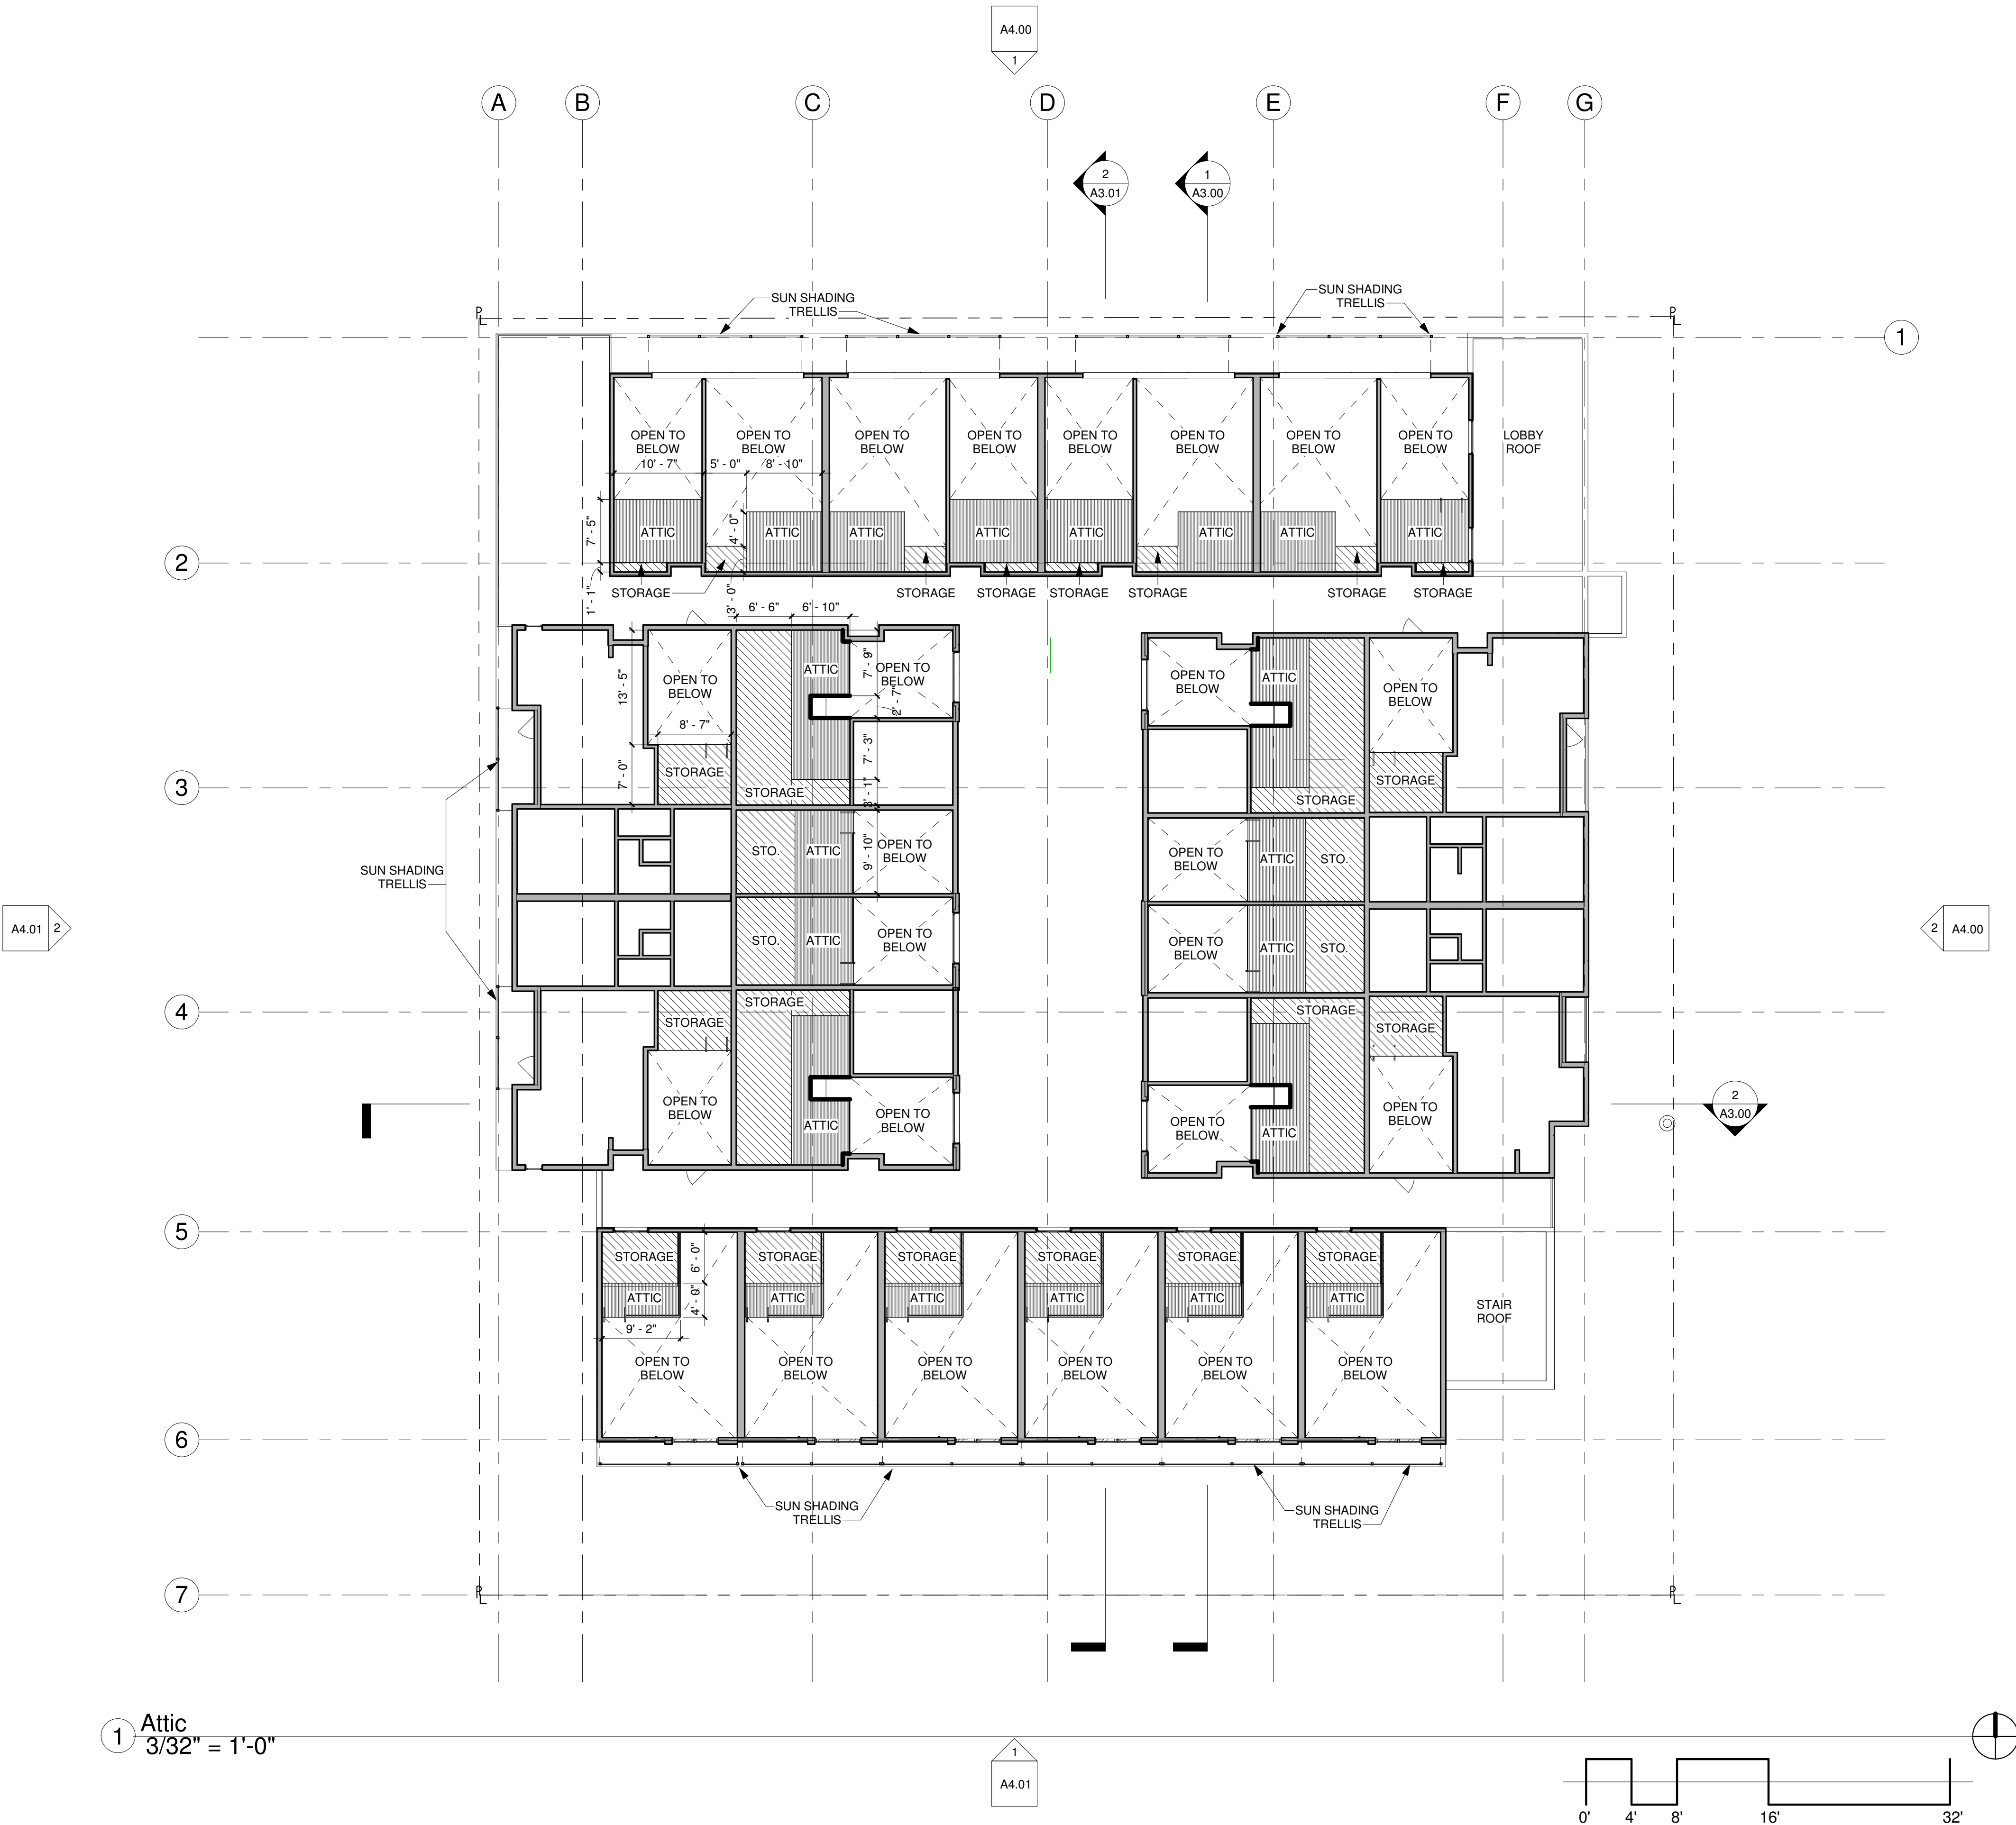 A4.00
1
A
B
C
D
E
F
G
2
A3.01
1
A3.00
SUN SHADING
TRELLIS
SUN SHADING
TRELLIS
PL
PL
1
OPEN TO
BELOW
OPEN TO
BELOW
OPEN TO
BELOW
OPEN TO
BELOW
OPEN TO
BELOW
OPEN TO
BELOW
OPEN TO
BELOW
OPEN TO
BELOW
LOBBY
ROOF
10' - 7"
5' - 0"
8' - 10"
7' - 5"
4' - 0"
ATTIC
ATTIC
ATTIC
ATTIC
ATTIC
ATTIC
ATTIC
ATTIC
2
1' - 1"
3' - 0"
STORAGE
STORAGE
STORAGE
STORAGE
STORAGE
STORAGE
STORAGE
6' - 6"
6' - 10"
13' - 5"
OPEN TO
BELOW
ATTIC
7' - 9"
OPEN TO
BELOW
2' - 7"
OPEN TO
BELOW
ATTIC
OPEN TO
BELOW
8' - 7"
7' - 3"
7' - 0"
STORAGE
STORAGE
3' - 1"
STORAGE
STORAGE
3
STO.
ATTIC
9' - 10"
OPEN TO
BELOW
OPEN TO
BELOW
ATTIC
STO.
SUN SHADING
TRELLIS
A4.01
2
STO.
ATTIC
OPEN TO
BELOW
OPEN TO
BELOW
ATTIC
STO.
2
A4.00
4
STORAGE
STORAGE
STORAGE
STORAGE
OPEN TO
BELOW
ATTIC
OPEN TO
BELOW
OPEN TO
BELOW
ATTIC
OPEN TO
BELOW
2
A3.00
5
STORAGE
STORAGE
STORAGE
STORAGE
STORAGE
STORAGE
6' - 0"
ATTIC
ATTIC
ATTIC
ATTIC
ATTIC
ATTIC
4' - 0"
9' - 2"
STAIR
ROOF
OPEN TO
BELOW
OPEN TO
BELOW
OPEN TO
BELOW
OPEN TO
BELOW
OPEN TO
BELOW
OPEN TO
BELOW
6
SUN SHADING
TRELLIS
SUN SHADING
TRELLIS
7
PL
PL
1
Attic
3/32" = 1'-0"
1
A4.01
0'
4'
8'
16'
32'